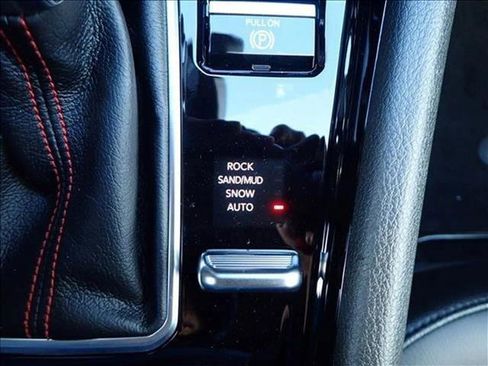 PULL ON
P
ROCK
SAND/MUD
SNOW
AUTO